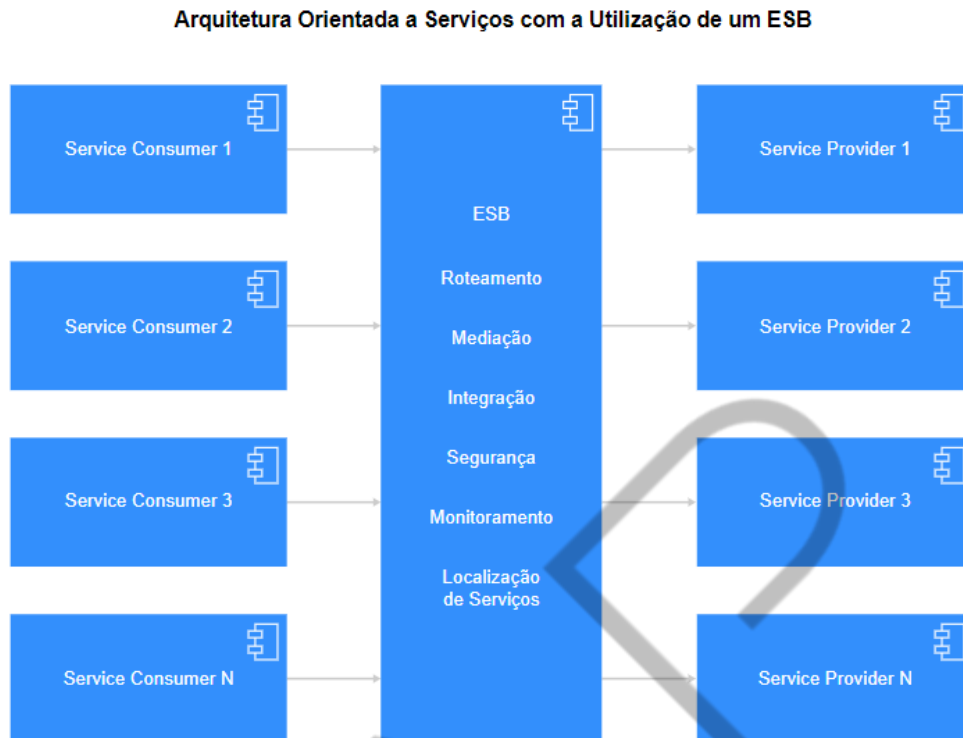 Arquitetura Orientada a Serviços com a Utilização de um ESB
Service Consumer 1
Service Consumer 2
Service Consumer 3
Service Consumer N
ESB
Roteamento
Mediação
Integração
Segurança
Monitoramento
Localização
de Serviços
Service Provider 1
Service Provider 2
Service Provider 3
Service Provider N